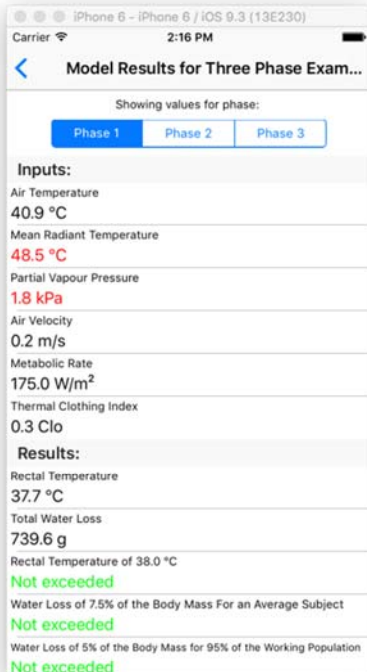 iPhone 6 - iPhone 6 / iOS 9.3 (13E230)
Carrier 2:16 PM
Model Results for Three Phase Exam...
Showing values for phase:
Phase 1 Phase 2 Phase 3
Inputs:
Air Temperature
40.9 °C
Mean Radiant Temperature
48.5 °C
Partial Vapour Pressure
1.8 kPa
Air Velocity
0.2 m/s
Metabolic Rate
175.0 W/m²
Thermal Clothing Index
0.3 Clo
Results:
Rectal Temperature
37.7 °C
Total Water Loss
739.6 g
Rectal Temperature of 38.0 °C
Not exceeded
Water Loss of 7.5% of the Body Mass For an Average Subject
Not exceeded
Water Loss of 5% of the Body Mass for 95% of the Working Population
Not exceeded